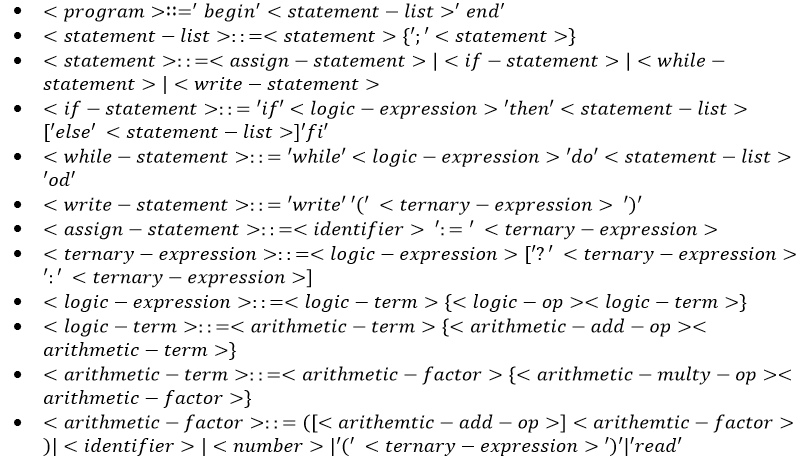 • < program >::=' begin' < statement − list >' end'
• < statement − list >::=< statement > {';' < statement >}
• < statement >::=< assign − statement > | < if − statement > | < while −
statement > | < write − statement >
• < if − statement >::= 'if' < logic − expression > 'then' < statement − list >
['else' < statement − list >]'fi'
• < while − statement >::= 'while' < logic − expression > 'do' < statement − list >
'od'
• < write − statement >::= 'write' '(' < ternary − expression > ')'
• < assign − statement >::=< identifier > ':=' < ternary − expression >
• < ternary − expression >::=< logic − expression > ['?' < ternary − expression >
':' < ternary − expression >]
• < logic − expression >::=< logic − term > {< logic − op >< logic − term >}
• < logic − term >::=< arithmetic − term > {< arithmetic − add − op ><
arithmetic − term >}
• < arithmetic − term >::=< arithmetic − factor > {< arithmetic − multy − op ><
arithmetic − factor >}
• < arithmetic − factor >::= ([< arithemtic − add − op >] < arithemtic − factor >
)| < identifier > | < number > |'(' < ternary − expression >')'|'read'